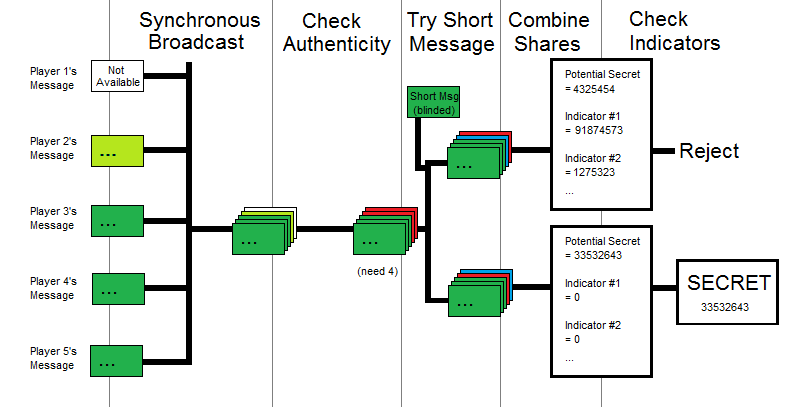 Synchronous
Broadcast
Check
Authenticity
Try Short
Message
Combine
Shares
Check
Indicators
Player 1's
Message
Not
Available
Player 2's
Message
...
Player 3's
Message
...
Player 4's
Message
...
Player 5's
Message
...
...
...
(need 4)
Short Msg
(blinded)
...
...
Potential Secret
= 4325454
Indicator #1
= 91874573
Indicator #2
= 1275323
...
Reject
Potential Secret
= 33532643
Indicator #1
= 0
Indicator #2
= 0
...
SECRET
33532643